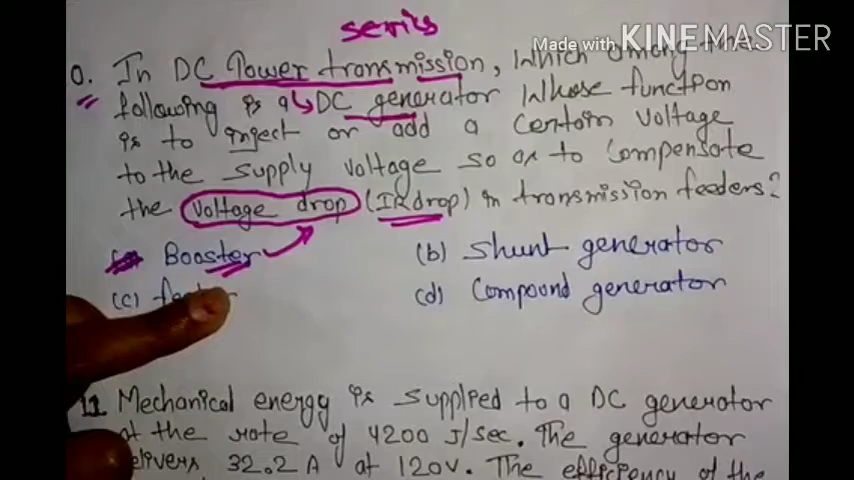 series
Made with KINEMASTER
0. In DC Power transmission, which among the
following is a DC generator whose function
is to inject or add a certain voltage
to the supply voltage so as to compensate
the voltage drop (IR drop) in transmission feeders?
Booster
(b) Shunt generator
(c)
(d) Compound generator
11. Mechanical energy is supplied to a DC generator
at the rate of 4200 J/sec. The generator
delivers 32.2 A at 120V. The efficiency of the